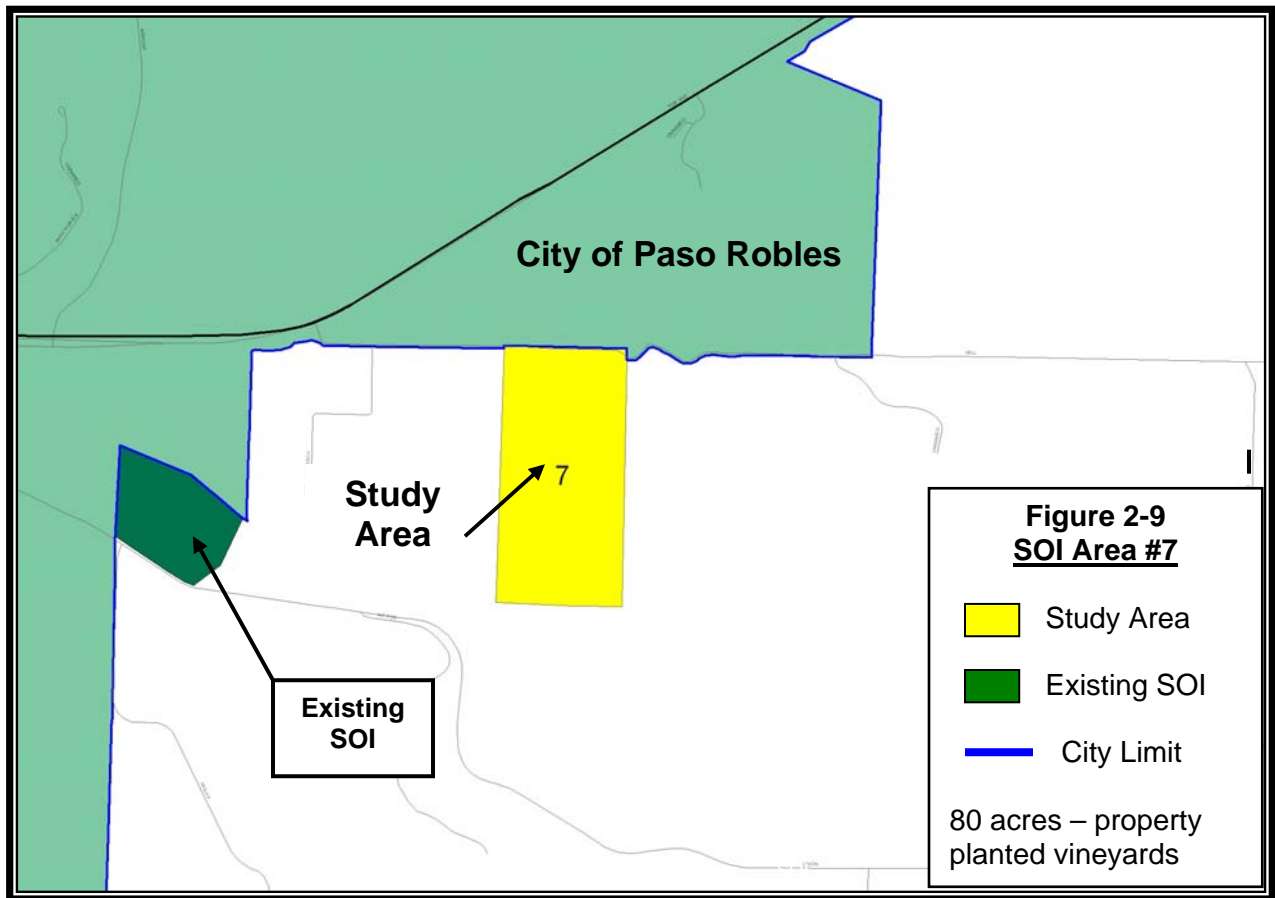 City of Paso Robles
Study
Area
7
Existing
SOI
Figure 2-9
SOI Area #7
Study Area
Existing SOI
City Limit
80 acres – property
planted vineyards